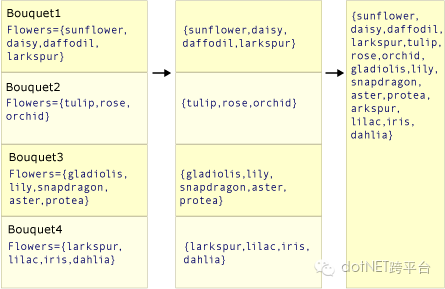 Bouquet1
Flowers={sunflower,
daisy,daffodil,
larkspur}
Bouquet2
Flowers={tulip,rose,
orchid}
Bouquet3
Flowers={gladiolis,
lily,snapdragon,
aster,protea}
Bouquet4
Flowers={larkspur,
lilac,iris,dahlia}
{sunflower,daisy,
daffodil,larkspur}
{tulip,rose,orchid}
{gladiolis,lily,
snapdragon,aster,
protea}
{larkspur,lilac,iris,
dahlia}
{sunflower,
daisy,daffodil,
larkspur,tulip,
rose,orchid,
gladiolis,lily,
snapdragon,
aster,protea,
arkspur,
lilac,iris,
dahlia}
dotNET跨平台